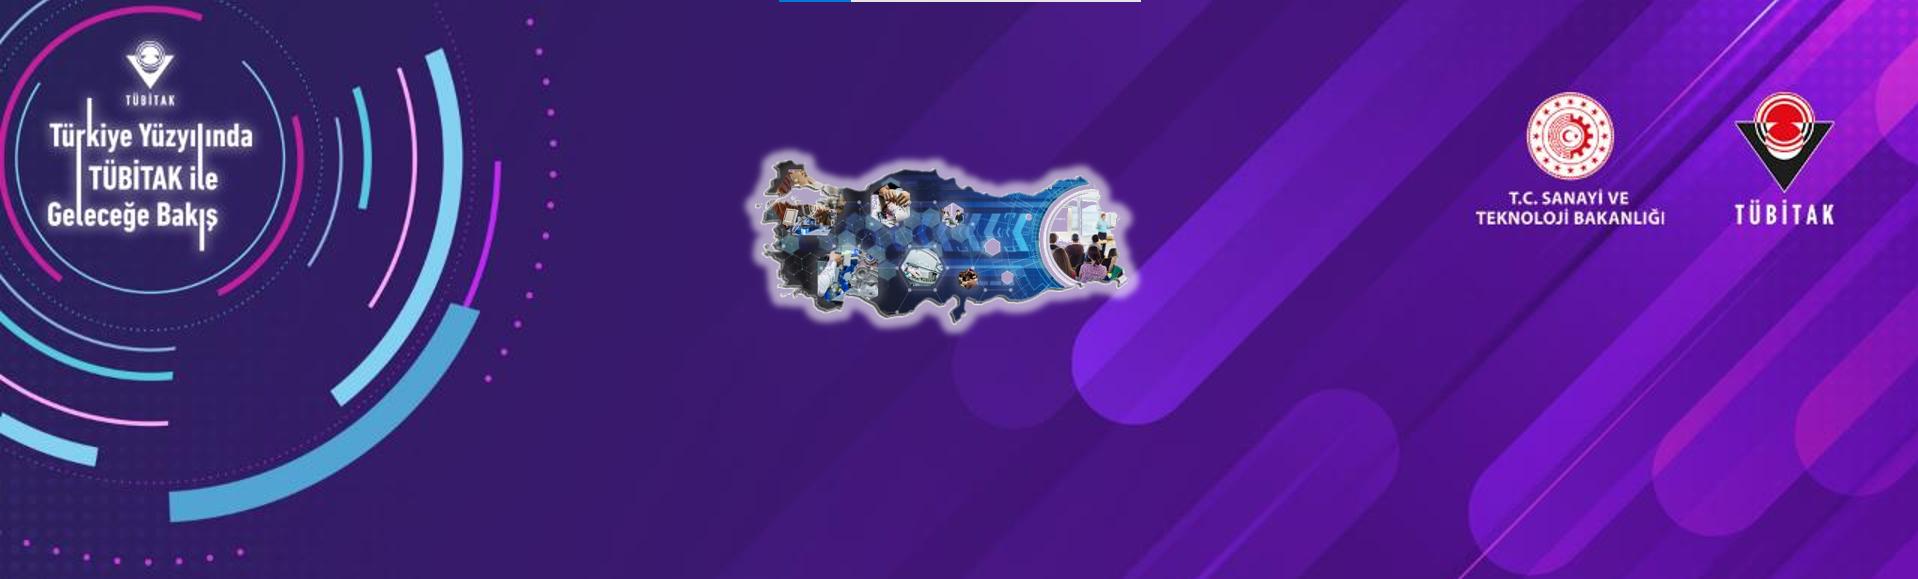 TÜBİTAK
Türkiye Yüzyılında
TÜBİTAK ile
Geleceğe Bakış
T.C. SANAYİ VE
TEKNOLOJİ BAKANLIĞI
TÜBİTAK